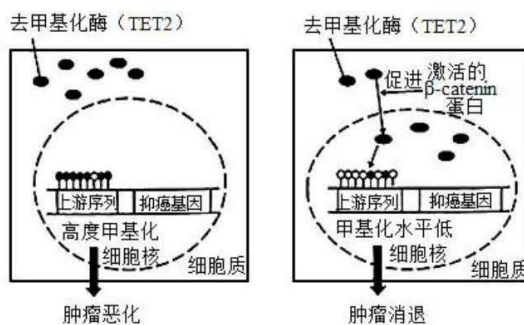 去甲基化酶（TET2）
上游序列
抑癌基因
高度甲基化
细胞核
细胞质
肿瘤恶化
去甲基化酶（TET2）
促进
激活的
β-catenin
蛋白
上游序列
抑癌基因
甲基化水平低
细胞核
细胞质
肿瘤消退